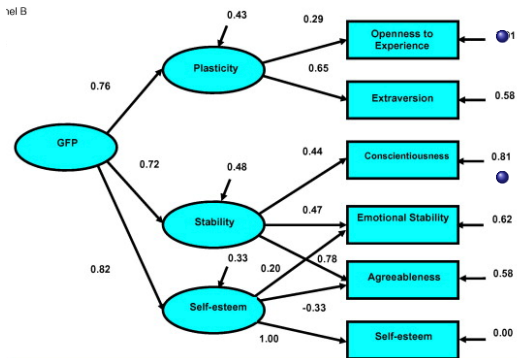 nel B
0.43
0.29
Openness to
Experience
Plasticity
0.76
0.65
Extraversion
0.58
GFP
0.44
Conscientiousness
0.81
0.72
0.48
0.47
Emotional Stability
0.62
Stability
0.82
0.33
0.20
0.78
Agreeableness
0.58
Self-esteem
-0.33
1.00
Self-esteem
0.00